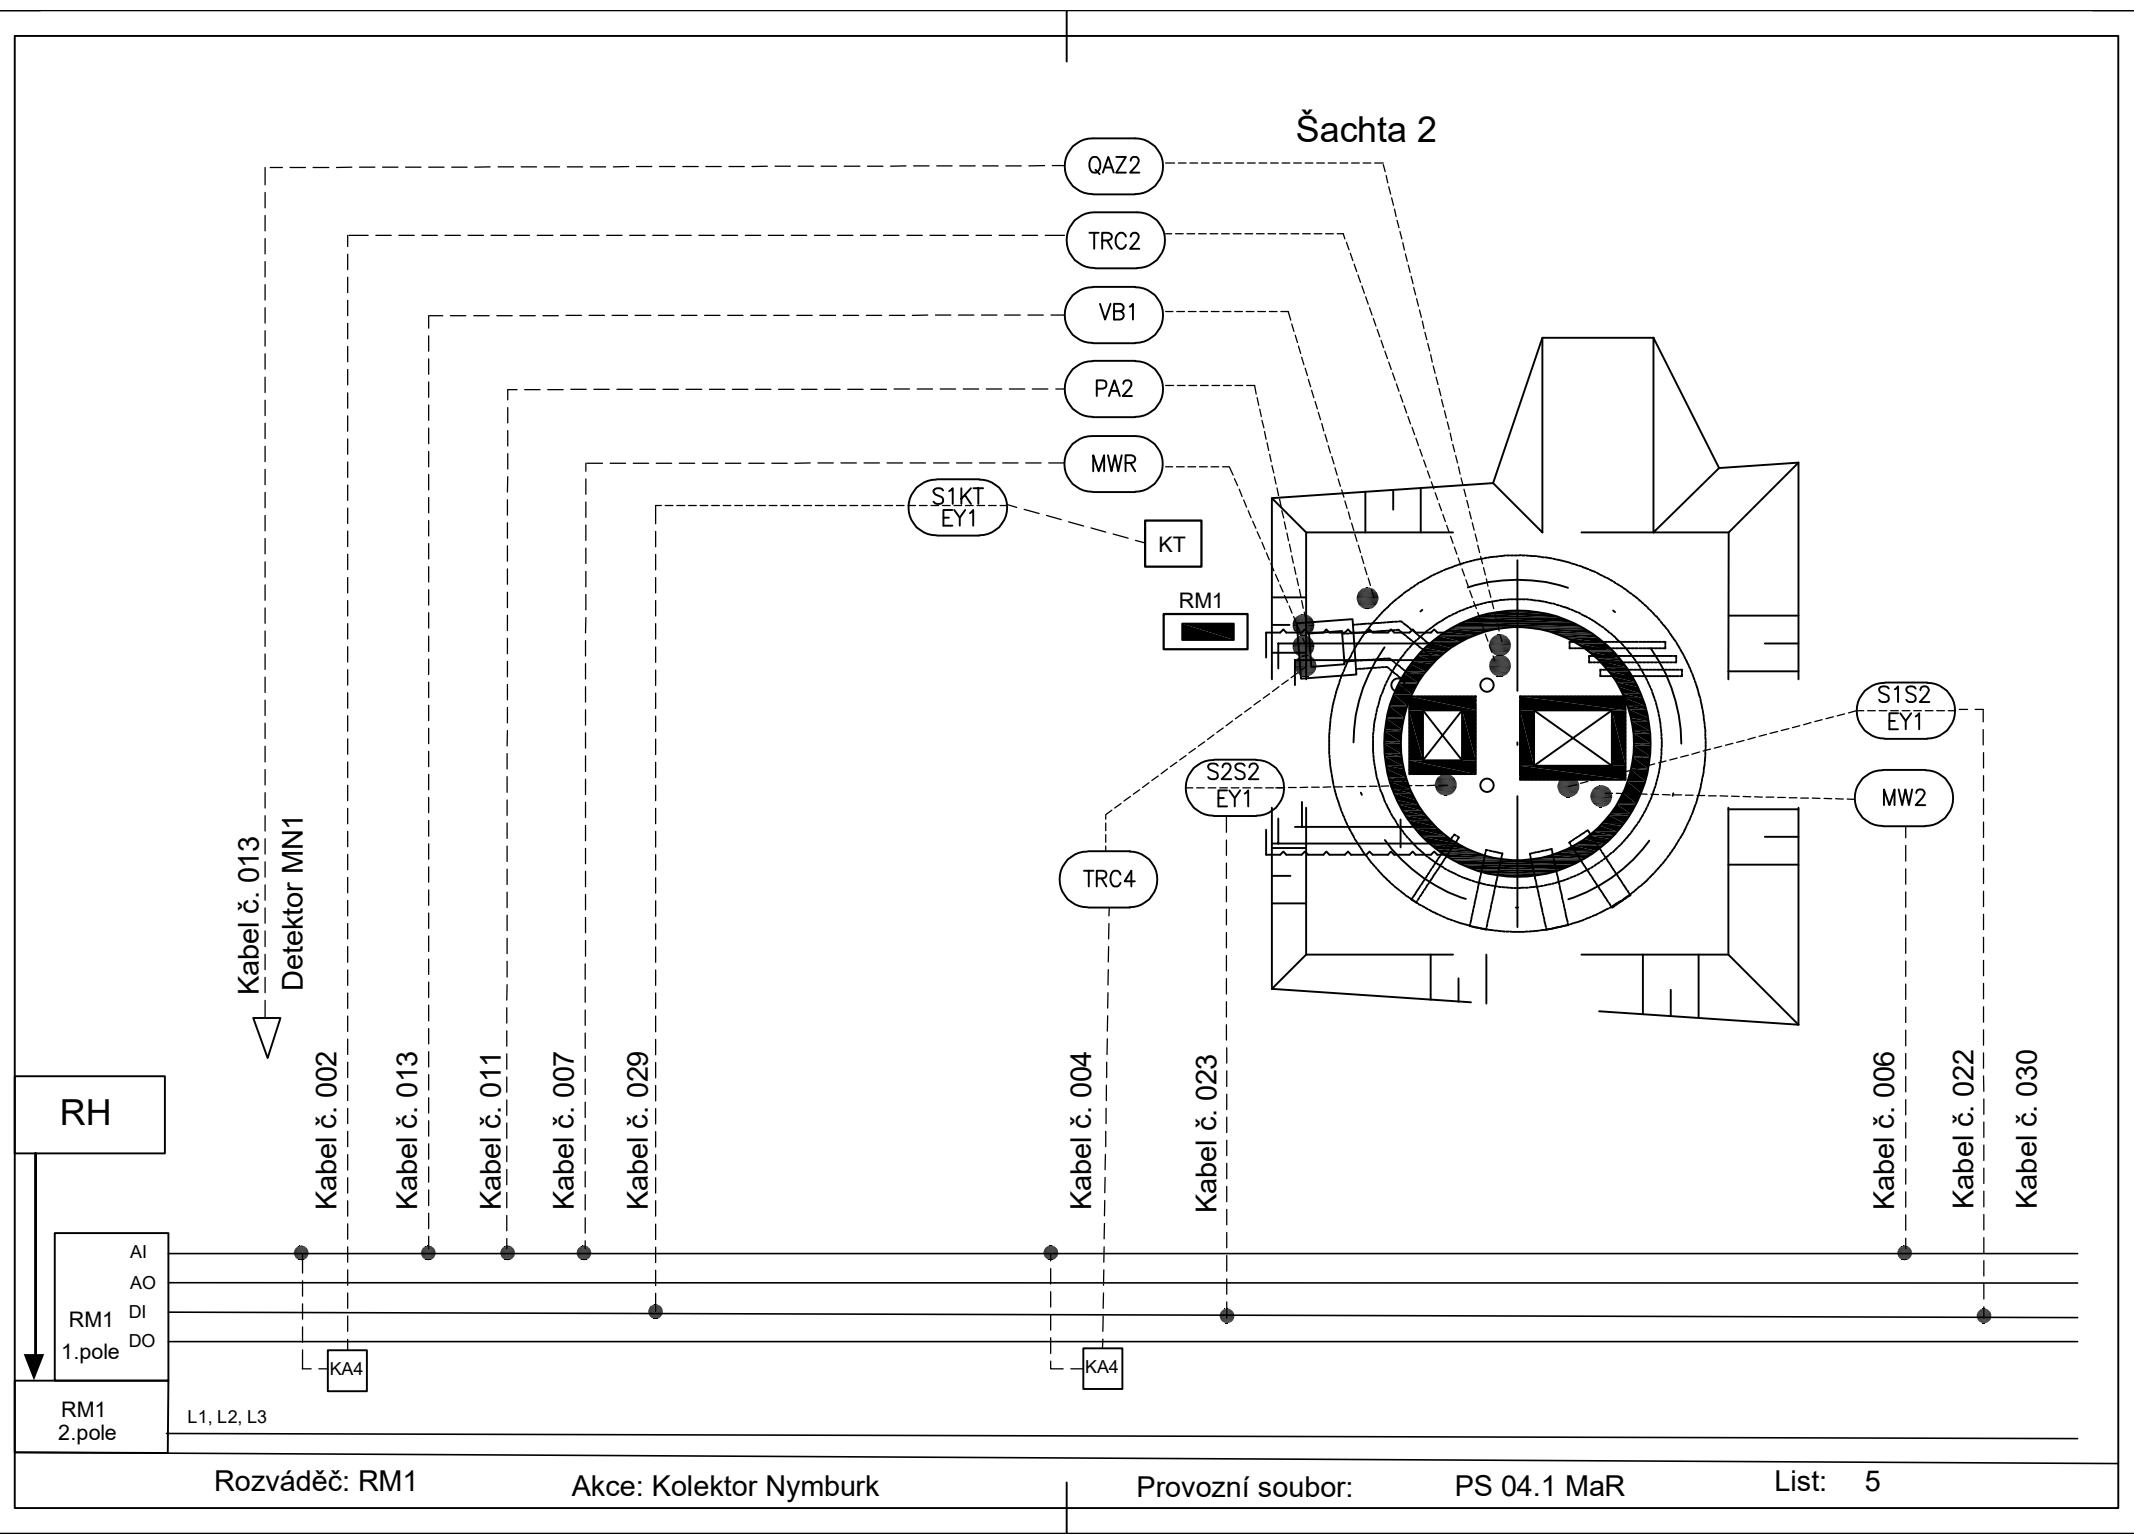 Šachta 2
QAZ2
TRC2
VB1
PA2
MWR
S1KT
EY1
KT
RM1
S1S2
EY1
S2S2
EY1
MW2
TRC4
Kabel č. 013
Detektor MN1
Kabel č. 002
Kabel č. 013
Kabel č. 011
Kabel č. 007
Kabel č. 029
Kabel č. 004
Kabel č. 023
Kabel č. 006
Kabel č. 022
Kabel č. 030
RH
AI
AO
DI
DO
RM1
1.pole
KA4
KA4
RM1
2.pole
L1, L2, L3
Rozváděč: RM1
Akce: Kolektor Nymburk
Provozní soubor:
PS 04.1 MaR
List:
5